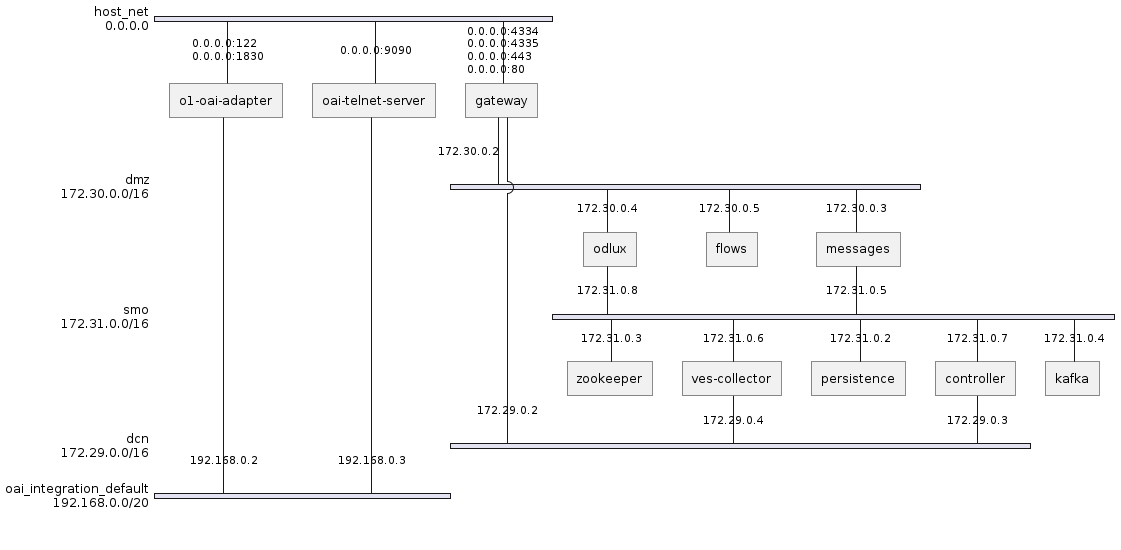 host_net
0.0.0.0
0.0.0.0:122
0.0.0.0:1830
0.0.0.0:9090
0.0.0.0:4334
0.0.0.0:4335
0.0.0.0:443
0.0.0.0:80
o1-oai-adapter
oai-telnet-server
gateway
172.30.0.2
dmz
172.30.0.0/16
172.30.0.4
172.30.0.5
172.30.0.3
odlux
flows
messages
172.31.0.8
172.31.0.5
smo
172.31.0.0/16
172.31.0.3
172.31.0.6
172.31.0.2
172.31.0.7
172.31.0.4
zookeeper
ves-collector
persistence
controller
kafka
172.29.0.2
172.29.0.4
172.29.0.3
dcn
172.29.0.0/16
192.168.0.2
192.168.0.3
oai_integration_default
192.168.0.0/20